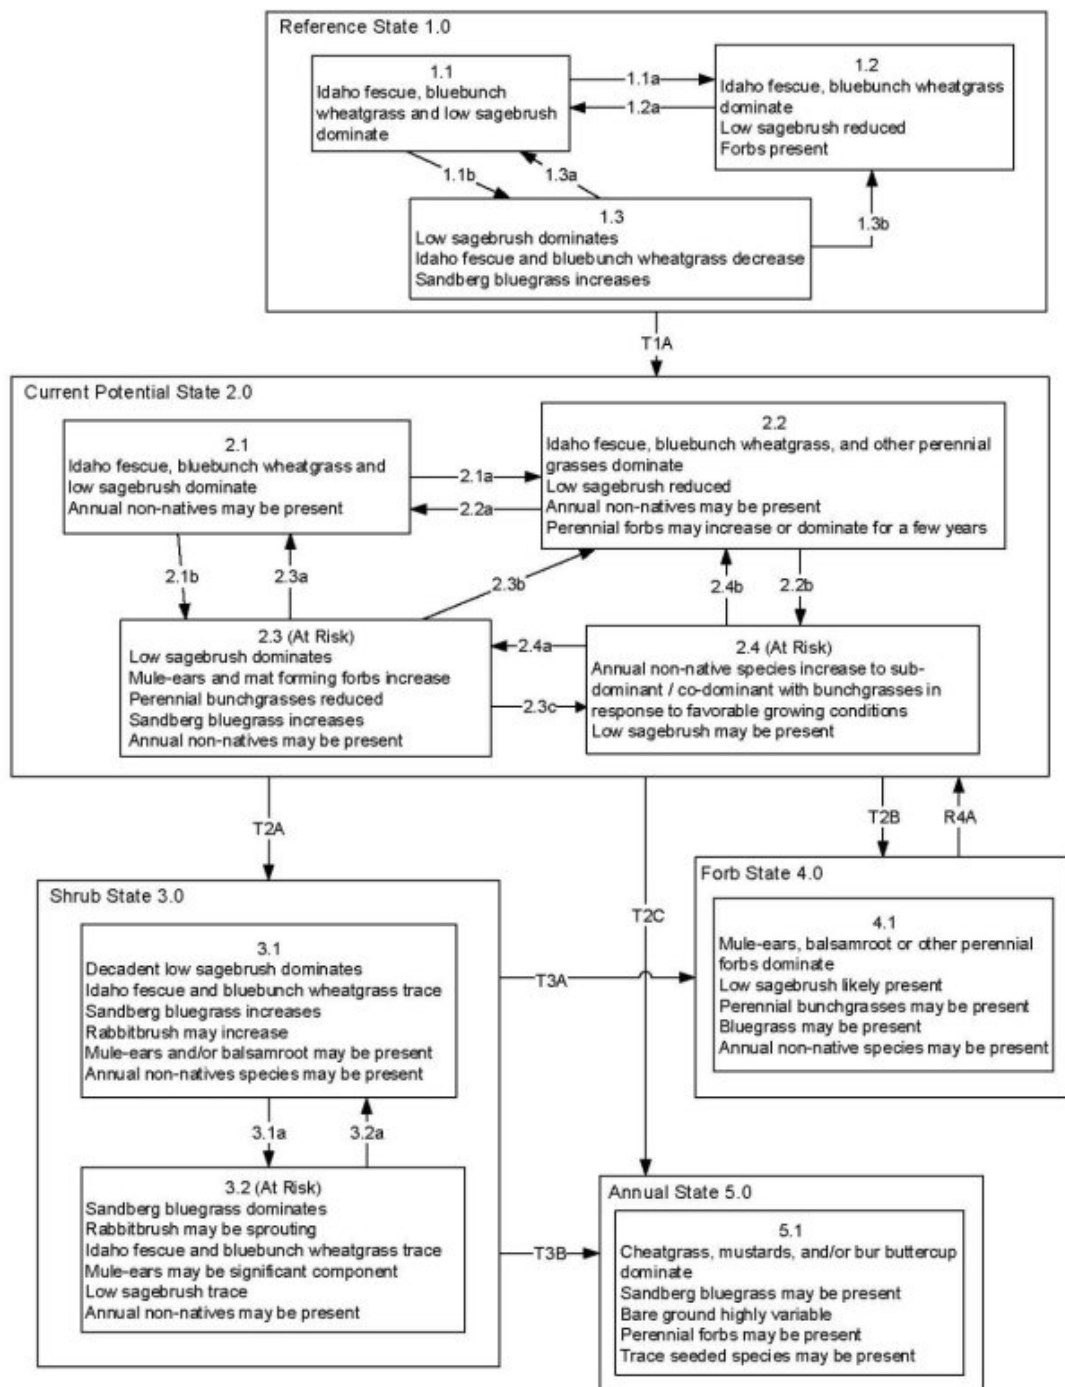 Reference State 1.0
1.1
Idaho fescue, bluebunch
wheatgrass and low sagebrush
dominate
1.1a
1.2a
1.2
Idaho fescue, bluebunch wheatgrass
dominate
Low sagebrush reduced
Forbs present
1.1b
1.3a
1.3b
1.3
Low sagebrush dominates
Idaho fescue and bluebunch wheatgrass decrease
Sandberg bluegrass increases
T1A
Current Potential State 2.0
2.1
Idaho fescue, bluebunch wheatgrass and
low sagebrush dominate
Annual non-natives may be present
2.1a
2.2a
2.2
Idaho fescue, bluebunch wheatgrass, and other perennial
grasses dominate
Low sagebrush reduced
Annual non-natives may be present
Perennial forbs may increase or dominate for a few years
2.1b
2.3a
2.3b
2.4b
2.2b
2.3 (At Risk)
Low sagebrush dominates
Mule-ears and mat forming forbs increase
Perennial bunchgrasses reduced
Sandberg bluegrass increases
Annual non-natives may be present
2.4a
2.3c
2.4 (At Risk)
Annual non-native species increase to sub-
dominant / co-dominant with bunchgrasses in
response to favorable growing conditions
Low sagebrush may be present
T2A
T2C
T2B
R4A
Shrub State 3.0
3.1
Decadent low sagebrush dominates
Idaho fescue and bluebunch wheatgrass trace
Sandberg bluegrass increases
Rabbitbrush may increase
Mule-ears and/or balsamroot may be present
Annual non-natives species may be present
T3A
Forb State 4.0
4.1
Mule-ears, balsamroot or other perennial
forbs dominate
Low sagebrush likely present
Perennial bunchgrasses may be present
Bluegrass may be present
Annual non-native species may be present
3.1a
3.2a
3.2 (At Risk)
Sandberg bluegrass dominates
Rabbitbrush may be sprouting
Idaho fescue and bluebunch wheatgrass trace
Mule-ears may be significant component
Low sagebrush trace
Annual non-natives may be present
T3B
Annual State 5.0
5.1
Cheatgrass, mustards, and/or bur buttercup
dominate
Sandberg bluegrass may be present
Bare ground highly variable
Perennial forbs may be present
Trace seeded species may be present